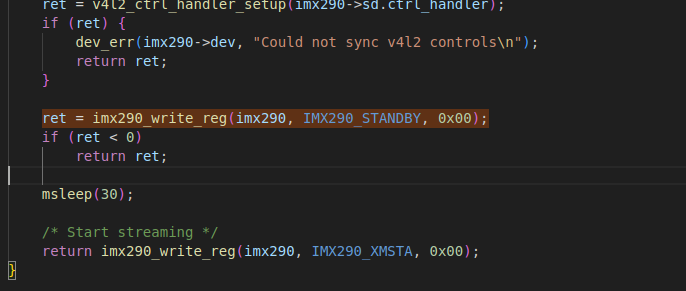 ret = v4l2_ctrl_handler_setup(imx290->sd.ctrl_handler);
if (ret) {
dev_err(imx290->dev, "Could not sync v4l2 controls\n");
return ret;
}
ret = imx290_write_reg(imx290, IMX290_STANDBY, 0x00);
if (ret < 0)
return ret;
msleep(30);
/* Start streaming */
return imx290_write_reg(imx290, IMX290_XMSTA, 0x00);
}